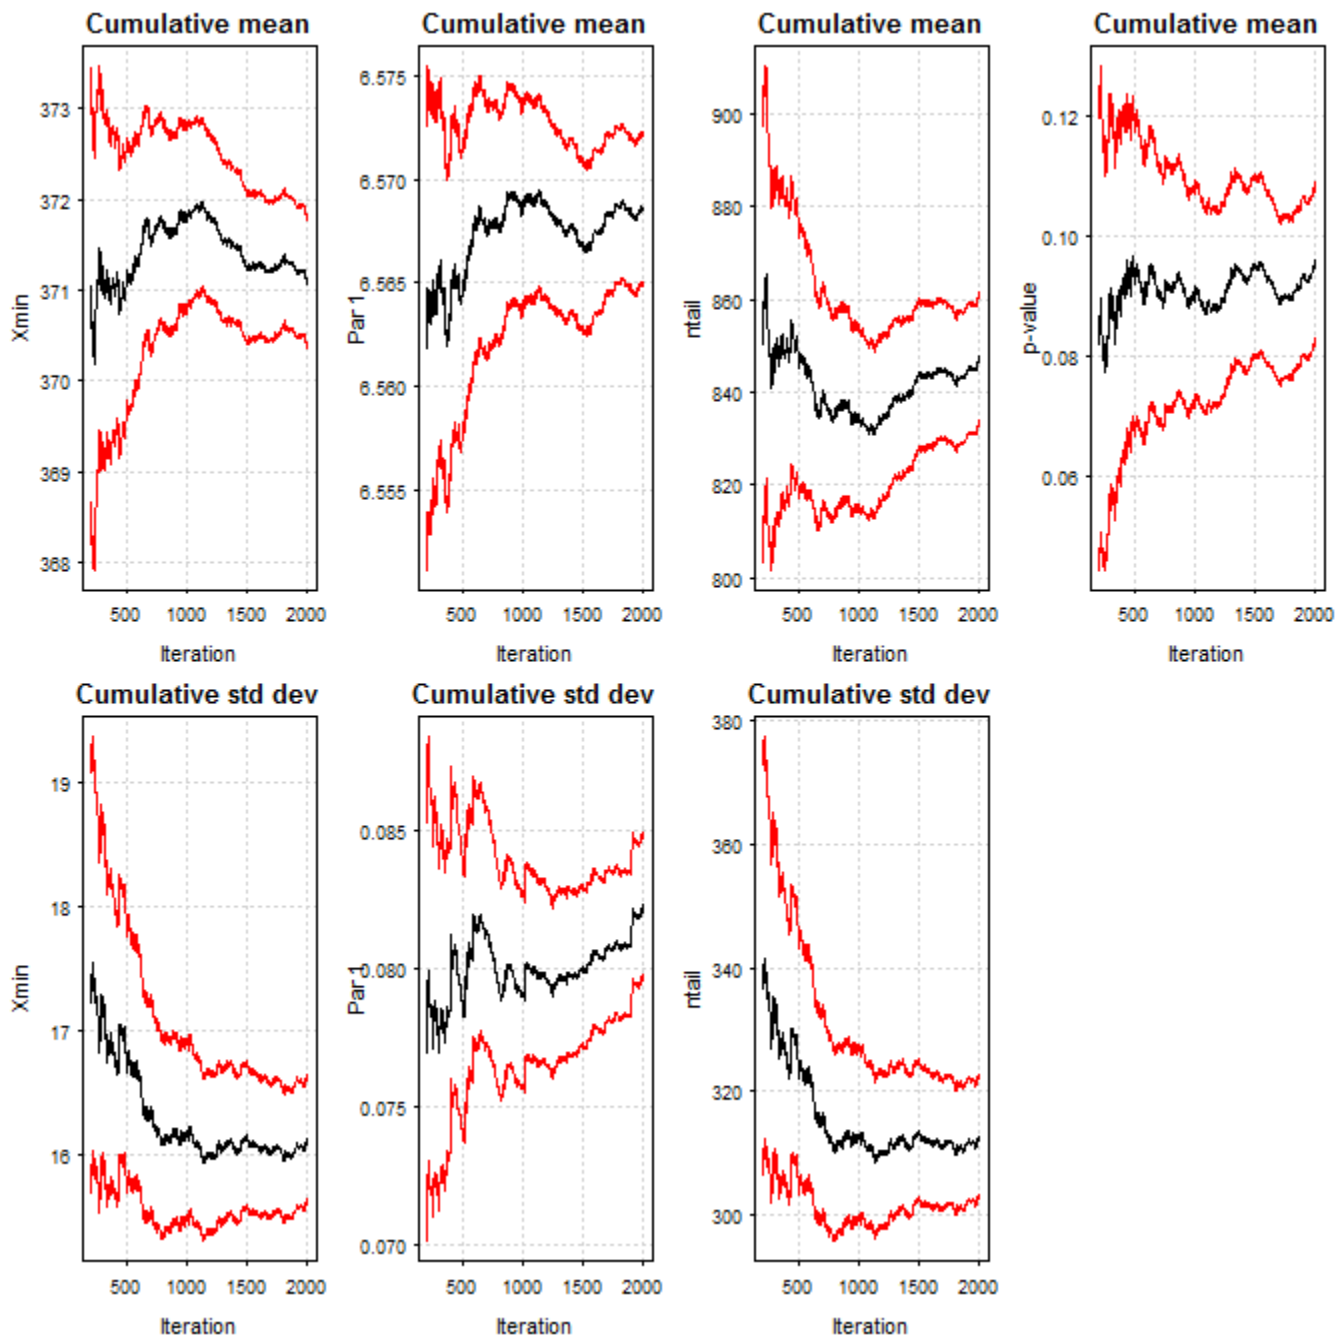 Cumulative mean
Xmin
373
372
371
370
369
368
500 1000 1500 2000
Iteration
Cumulative mean
Par 1
6.575
6.570
6.565
6.560
6.555
500 1000 1500 2000
Iteration
Cumulative mean
ntail
900
880
860
840
820
800
500 1000 1500 2000
Iteration
Cumulative mean
p-value
0.12
0.10
0.08
0.06
500 1000 1500 2000
Iteration
Cumulative std dev
Xmin
19
18
17
16
500 1000 1500 2000
Iteration
Cumulative std dev
Par 1
0.085
0.080
0.075
0.070
500 1000 1500 2000
Iteration
Cumulative std dev
ntail
380
360
340
320
300
500 1000 1500 2000
Iteration